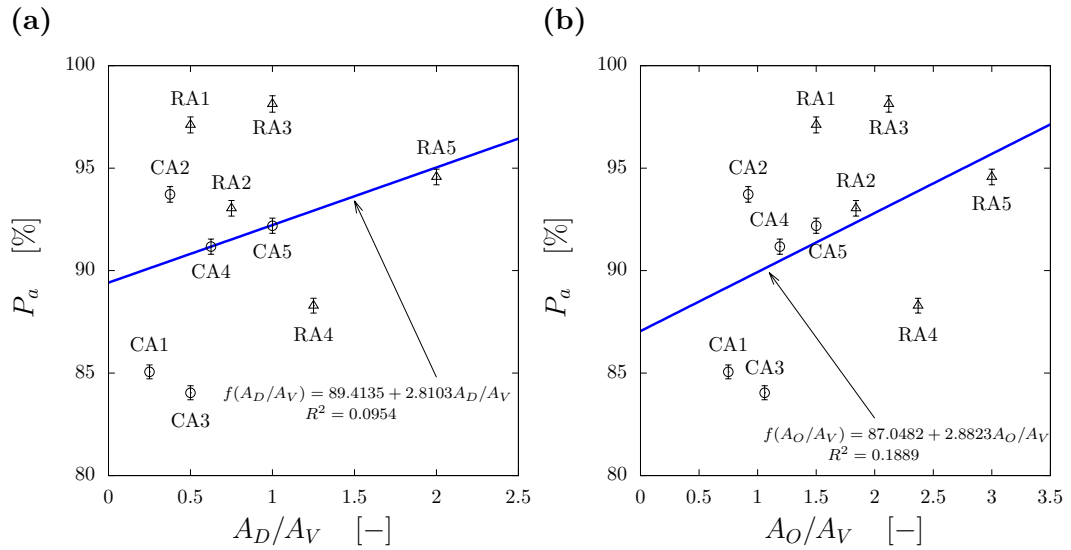 (a)
100
95
90
85
80
P_a [%]
RA1
RA3
CA2
RA2
RA5
CA4
CA5
RA4
CA1
CA3
f(A_D/A_V) = 89.4135 + 2.8103A_D/A_V
R² = 0.0954
0 0.5 1 1.5 2 2.5
A_D/A_V [−]
(b)
100
95
90
85
80
P_a [%]
RA1
RA3
CA2
RA2
RA5
CA4
CA5
RA4
CA1
CA3
f(A_O/A_V) = 87.0482 + 2.8823A_O/A_V
R² = 0.1889
0 0.5 1 1.5 2 2.5 3 3.5
A_O/A_V [−]